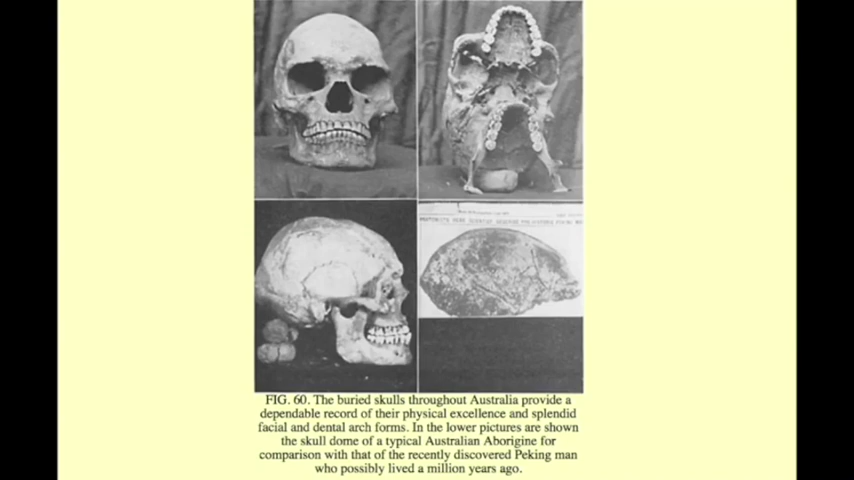 FIG. 60. The buried skulls throughout Australia provide a
dependable record of their physical excellence and splendid
facial and dental arch forms. In the lower pictures are shown
the skull dome of a typical Australian Aborigine for
comparison with that of the recently discovered Peking man
who possibly lived a million years ago.